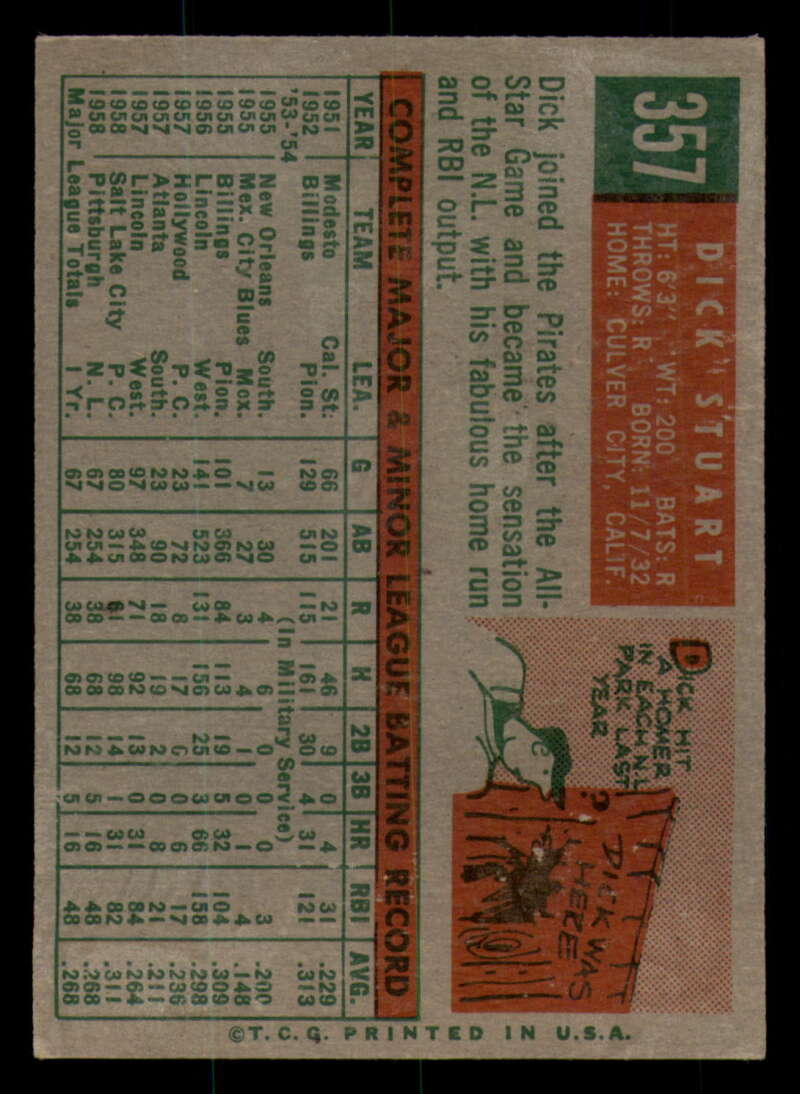 357
DICK STUART
HT: 6'3" WT: 200 BATS: R
THROWS: R BORN: 11/7/32
HOME: CULVER CITY, CALIF.
Dick joined the Pirates after the All-
Star Game and became the sensation
of the N.L. with his fabulous home run
and RBI output.
DICK HIT
A HOMER
IN EACH N.L.
PARK LAST
YEAR
?
DICK WAS
HERE
COMPLETE MAJOR & MINOR LEAGUE BATTING RECORD
YEAR TEAM LEA. G AB R H 2B 3B HR RBI AVG.
1951 Modesto Cal. St. 66 201 21 46 9 0 4 31 .229
1952 Billings Pion. 129 515 115 161 30 4 31 121 .313
'53-'54 (In Military Service)
1955 New Orleans South. 13 30 4 6 0 0 0 3 .200
1955 Mex. City Blues Mex. 7 27 3 4 1 0 1 4 .148
1955 Billings Pion. 101 366 84 113 19 5 32 104 .309
1956 Lincoln West. 141 523 131 156 25 3 66 158 .298
1957 Hollywood P. C. 23 72 8 17 0 0 6 17 .236
1957 Atlanta South. 23 90 18 19 2 0 8 21 .211
1957 Lincoln West. 97 348 71 92 13 0 31 84 .264
1958 Salt Lake City P. C. 80 315 61 98 14 1 31 82 .311
1958 Pittsburgh N. L. 67 254 38 68 12 5 16 48 .268
Major League Totals 1 Yr. 67 254 38 68 12 5 16 48 .268
©T. C. G. PRINTED IN U.S.A.